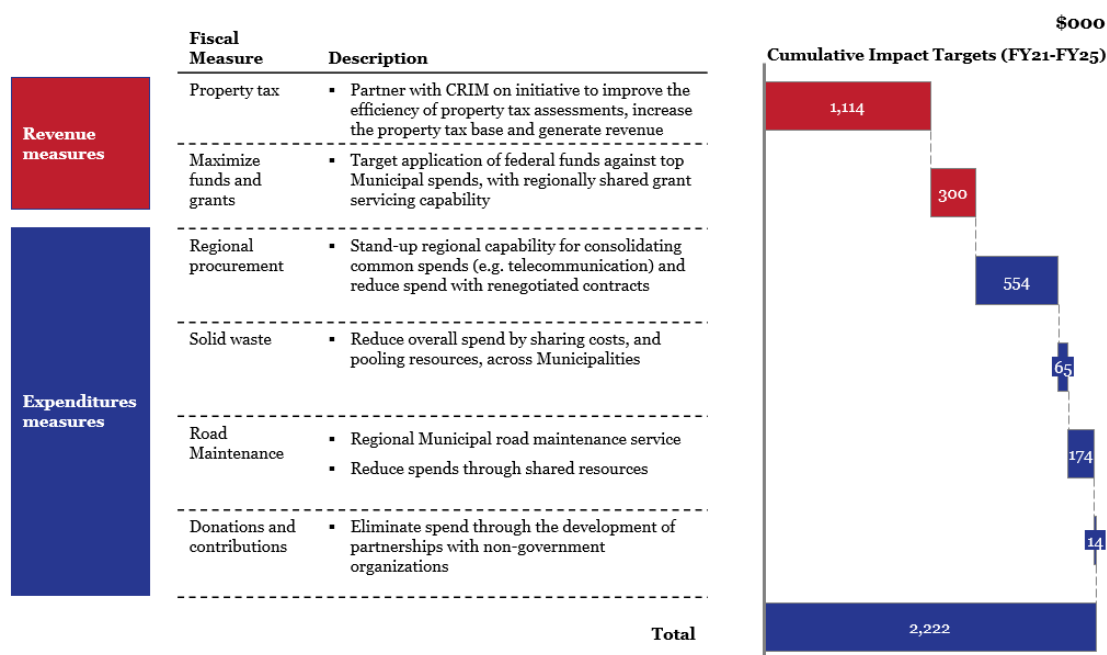 $000
Fiscal
Measure
Description
Cumulative Impact Targets (FY21-FY25)
Revenue
measures
Property tax
▪ Partner with CRIM on initiative to improve the
efficiency of property tax assessments, increase
the property tax base and generate revenue
1,114
Maximize
funds and
grants
▪ Target application of federal funds against top
Municipal spends, with regionally shared grant
servicing capability
300
Expenditures
measures
Regional
procurement
▪ Stand-up regional capability for consolidating
common spends (e.g. telecommunication) and
reduce spend with renegotiated contracts
554
Solid waste
▪ Reduce overall spend by sharing costs, and
pooling resources, across Municipalities
65
Road
Maintenance
▪ Regional Municipal road maintenance service
▪ Reduce spends through shared resources
174
Donations and
contributions
▪ Eliminate spend through the development of
partnerships with non-government
organizations
14
Total
2,222